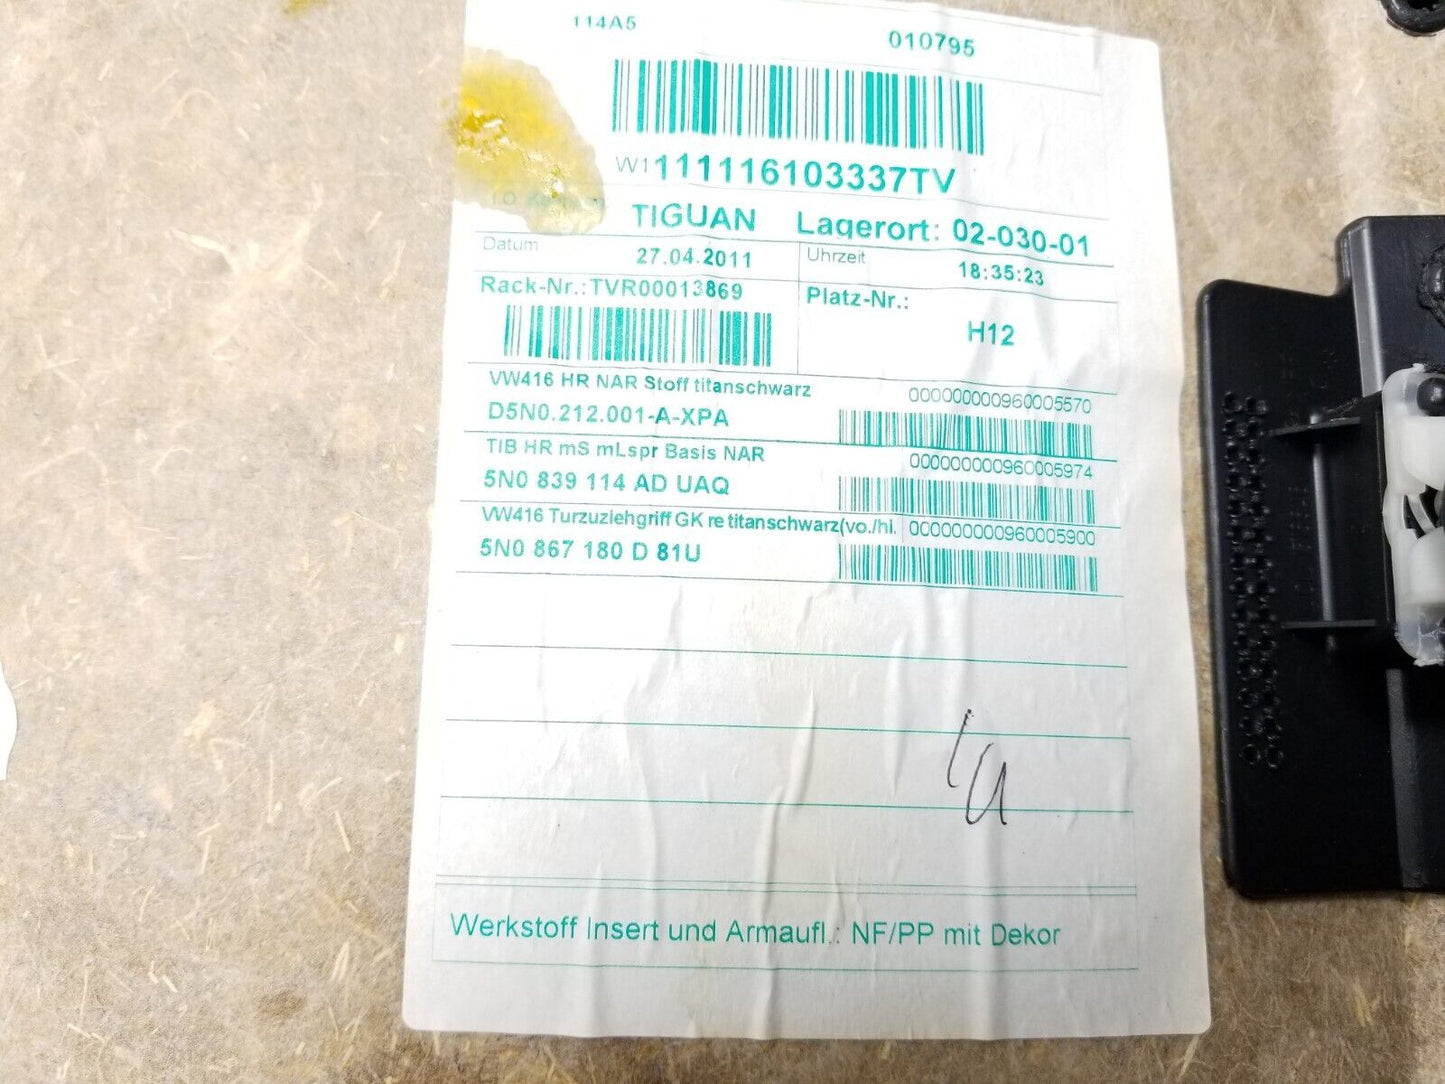 114A5 010795
W1111116103337TV
TIGUAN Lagerort: 02-030-01
Datum 27.04.2011 Uhrzeit 18:35:23
Rack-Nr.:TVR00013869 Platz-Nr.:
H12
VW416 HR NAR Stoff titanschwarz 000000000960005570
D5N0.212.001-A-XPA
TIB HR mS mLspr Basis NAR 000000000960005974
5N0 839 114 AD UAQ
VW416 Turzuziehgriff GK re titanschwarz(vo./hi. 000000000960005900
5N0 867 180 D 81U
Werkstoff Insert und Armaufl.: NF/PP mit Dekor